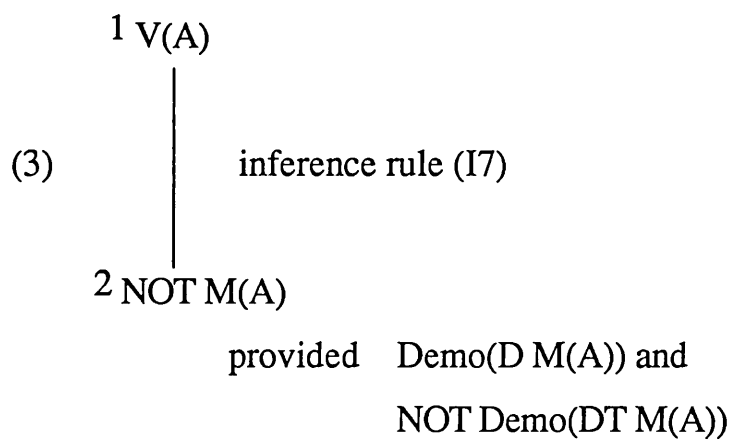 1 V(A)
(3) inference rule (I7)
2 NOT M(A)
provided Demo(D M(A)) and
NOT Demo(DT M(A))